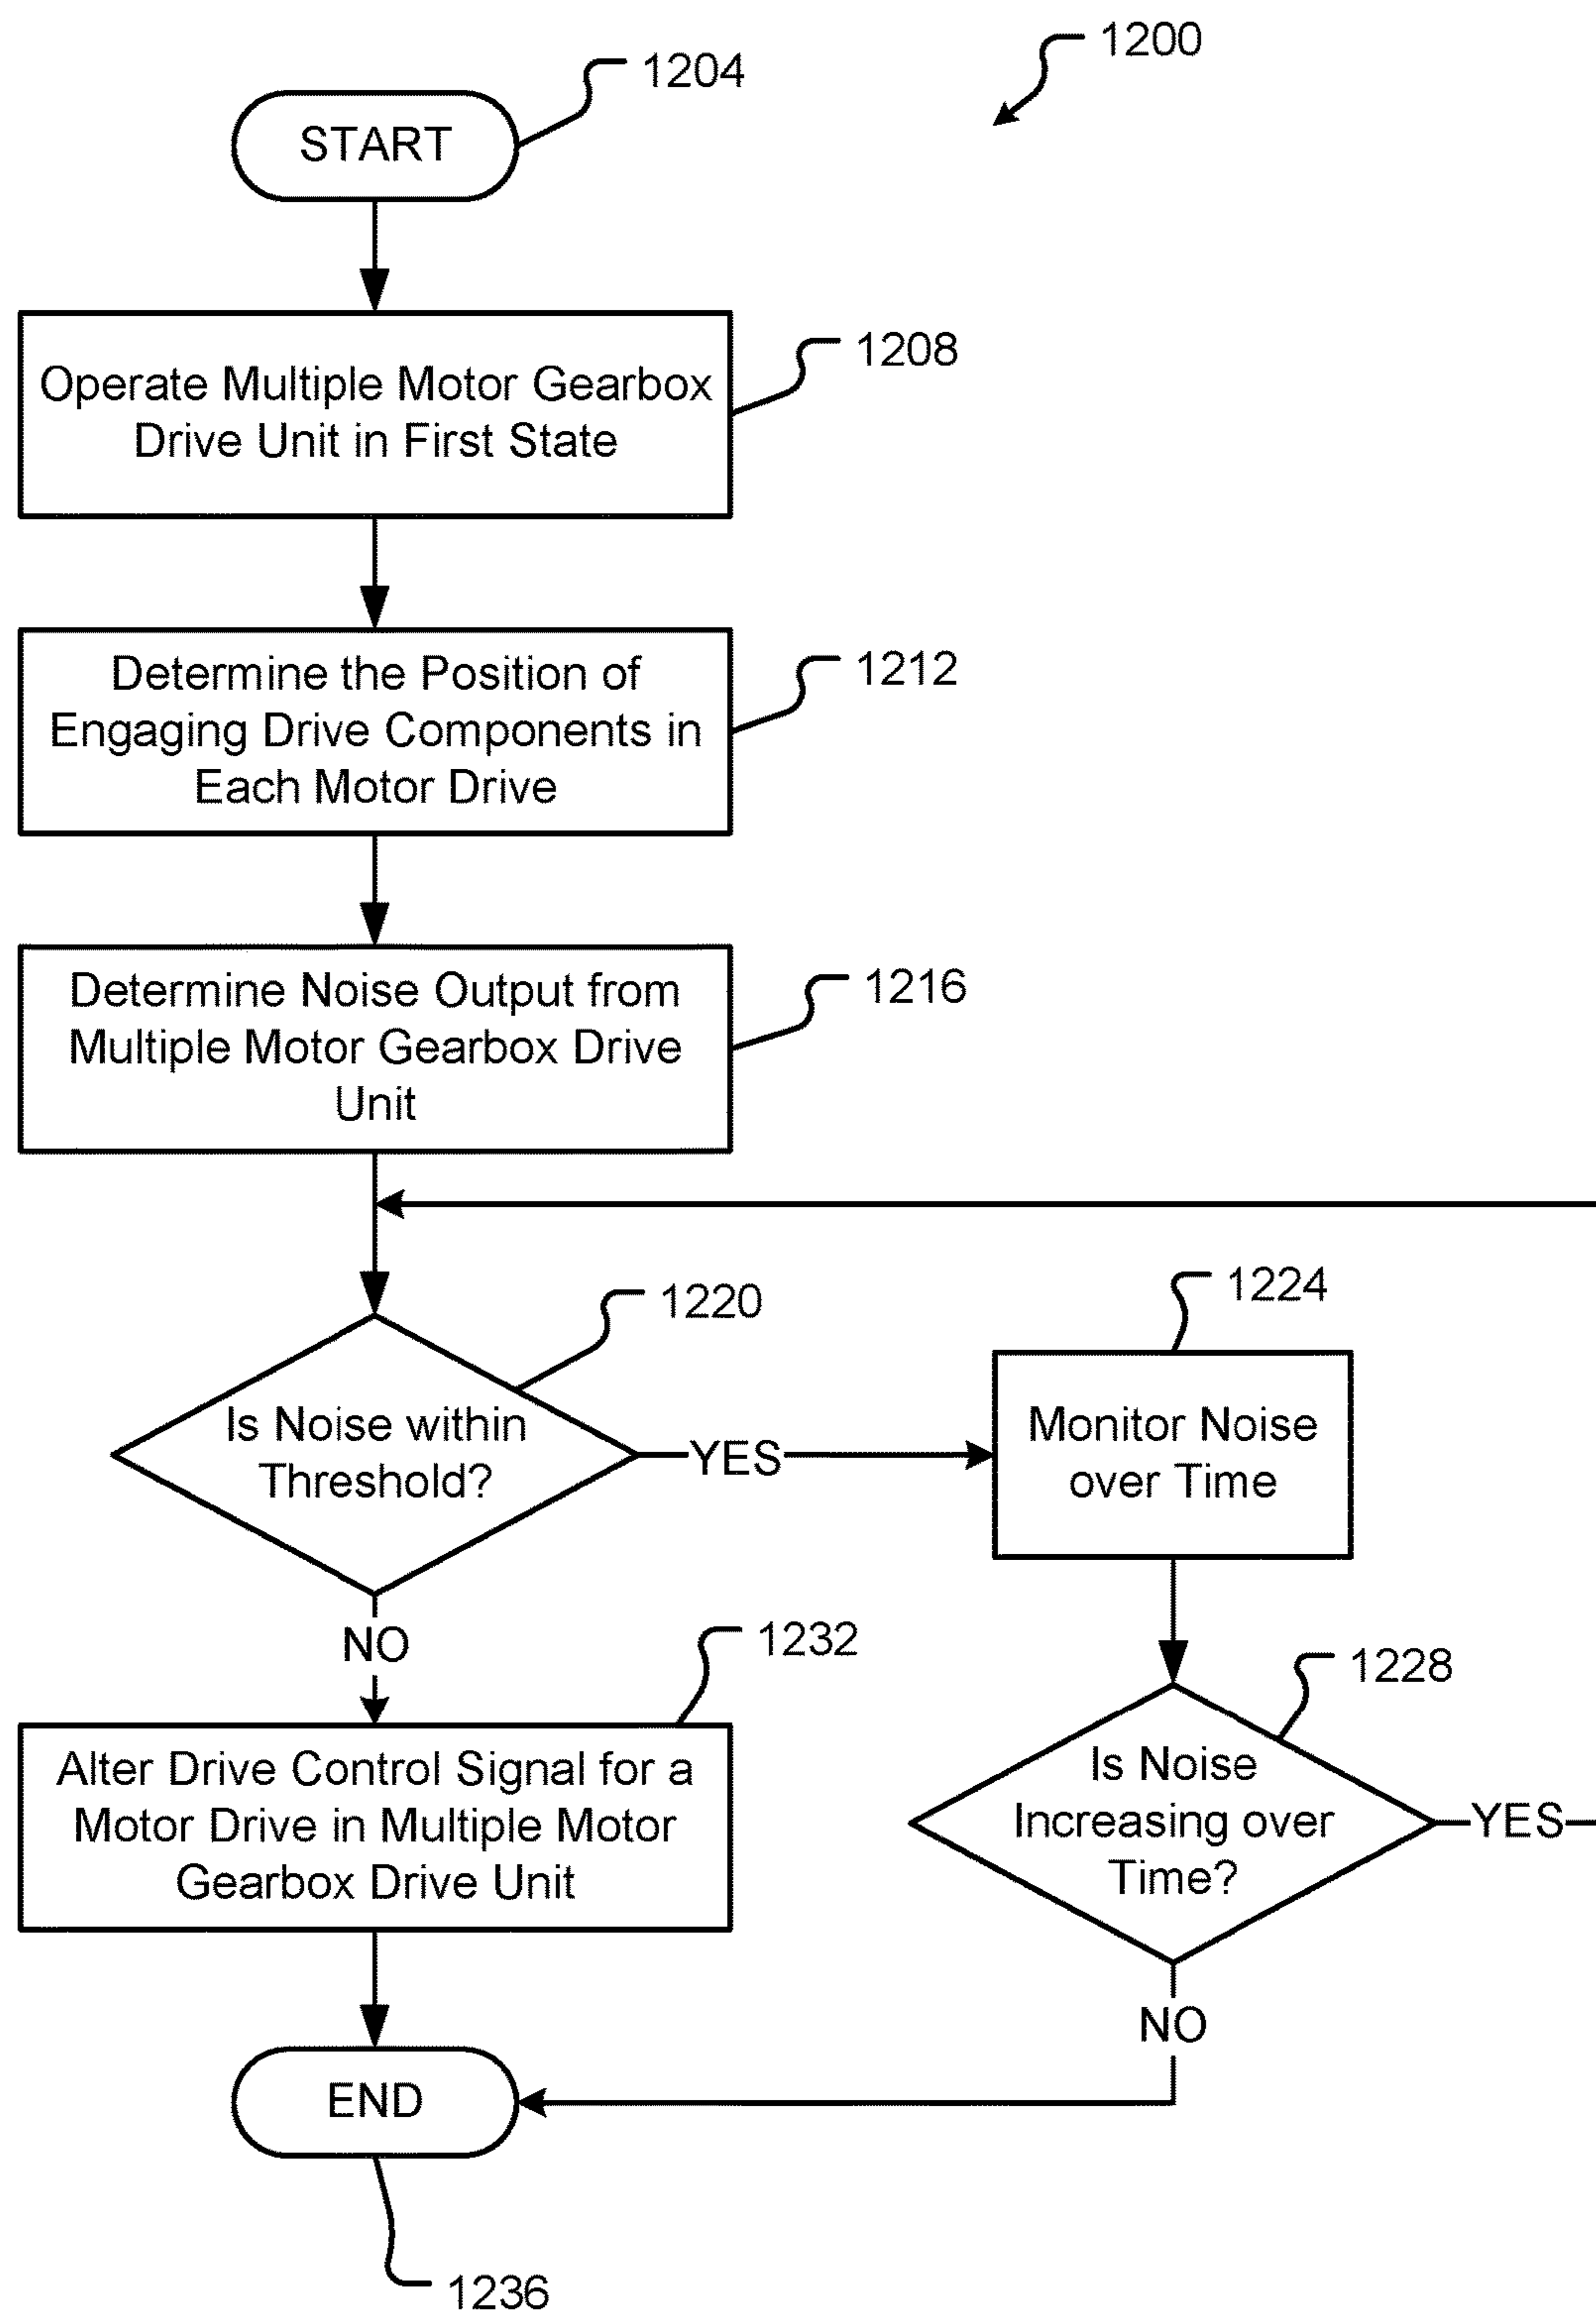 1200
1204
START
1208
Operate Multiple Motor Gearbox
Drive Unit in First State
1212
Determine the Position of
Engaging Drive Components in
Each Motor Drive
1216
Determine Noise Output from
Multiple Motor Gearbox Drive
Unit
1220
Is Noise within
Threshold?
YES
1224
Monitor Noise
over Time
NO
1228
Is Noise
Increasing over
Time?
YES
NO
1232
Alter Drive Control Signal for a
Motor Drive in Multiple Motor
Gearbox Drive Unit
END
1236